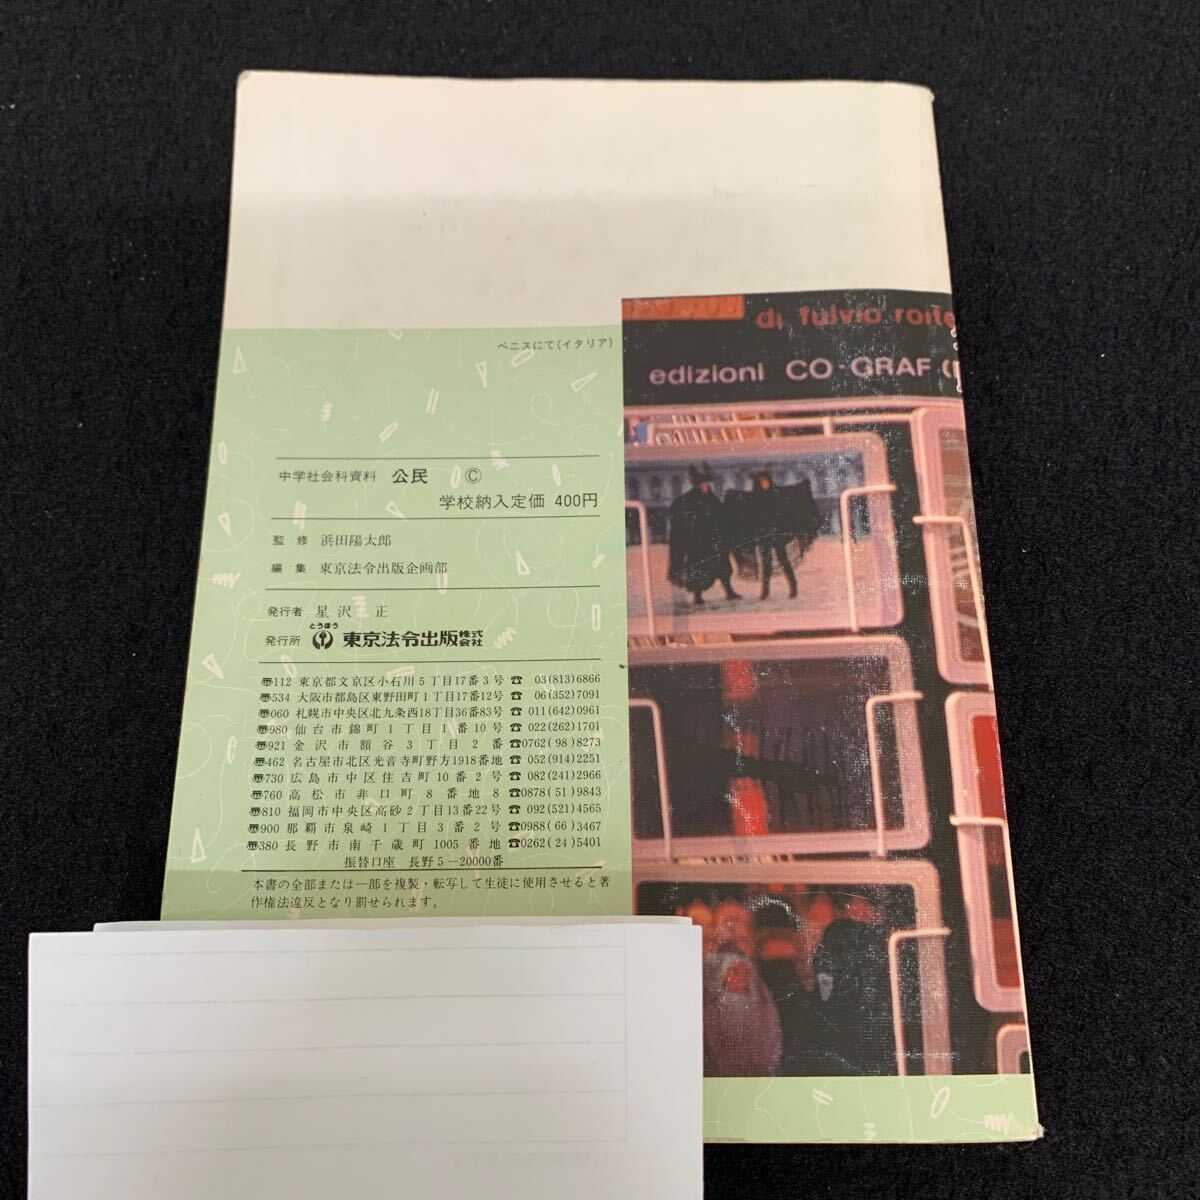 di fulvio roite
edizioni CO-GRAF (
ベニスにて(イタリア)
中学社会科資料 公民 Ⓒ
学校納入定価 400円
監修 浜田陽太郎
編集 東京法令出版企画部
発行者 星沢 正
とうほう
発行所 東京法令出版株式会社
〠112 東京都文京区小石川5丁目17番3号 ☎ 03(813)6866
〠534 大阪市都島区東野田町1丁目17番12号 ☎ 06(352)7091
〠060 札幌市中央区北九条西18丁目36番83号 ☎ 011(642)0961
〠980 仙台市錦町1丁目1番10号 ☎ 022(262)1701
〠921 金沢市額谷3丁目2番 ☎0762(98)8273
〠462 名古屋市北区光音寺町野方1918番地 ☎ 052(914)2251
〠730 広島市中区住吉町10番2号 ☎ 082(241)2966
〠760 高松市非口町8番地8 ☎0878(51)9843
〠810 福岡市中央区高砂2丁目13番22号 ☎ 092(521)4565
〠900 那覇市泉崎1丁目3番2号 ☎0988(66)3467
〠380 長野市南千歳町1005番地 ☎0262(24)5401
振替口座 長野5―20000番
本書の全部または一部を複製・転写して生徒に使用させると著
作権法違反となり罰せられます。